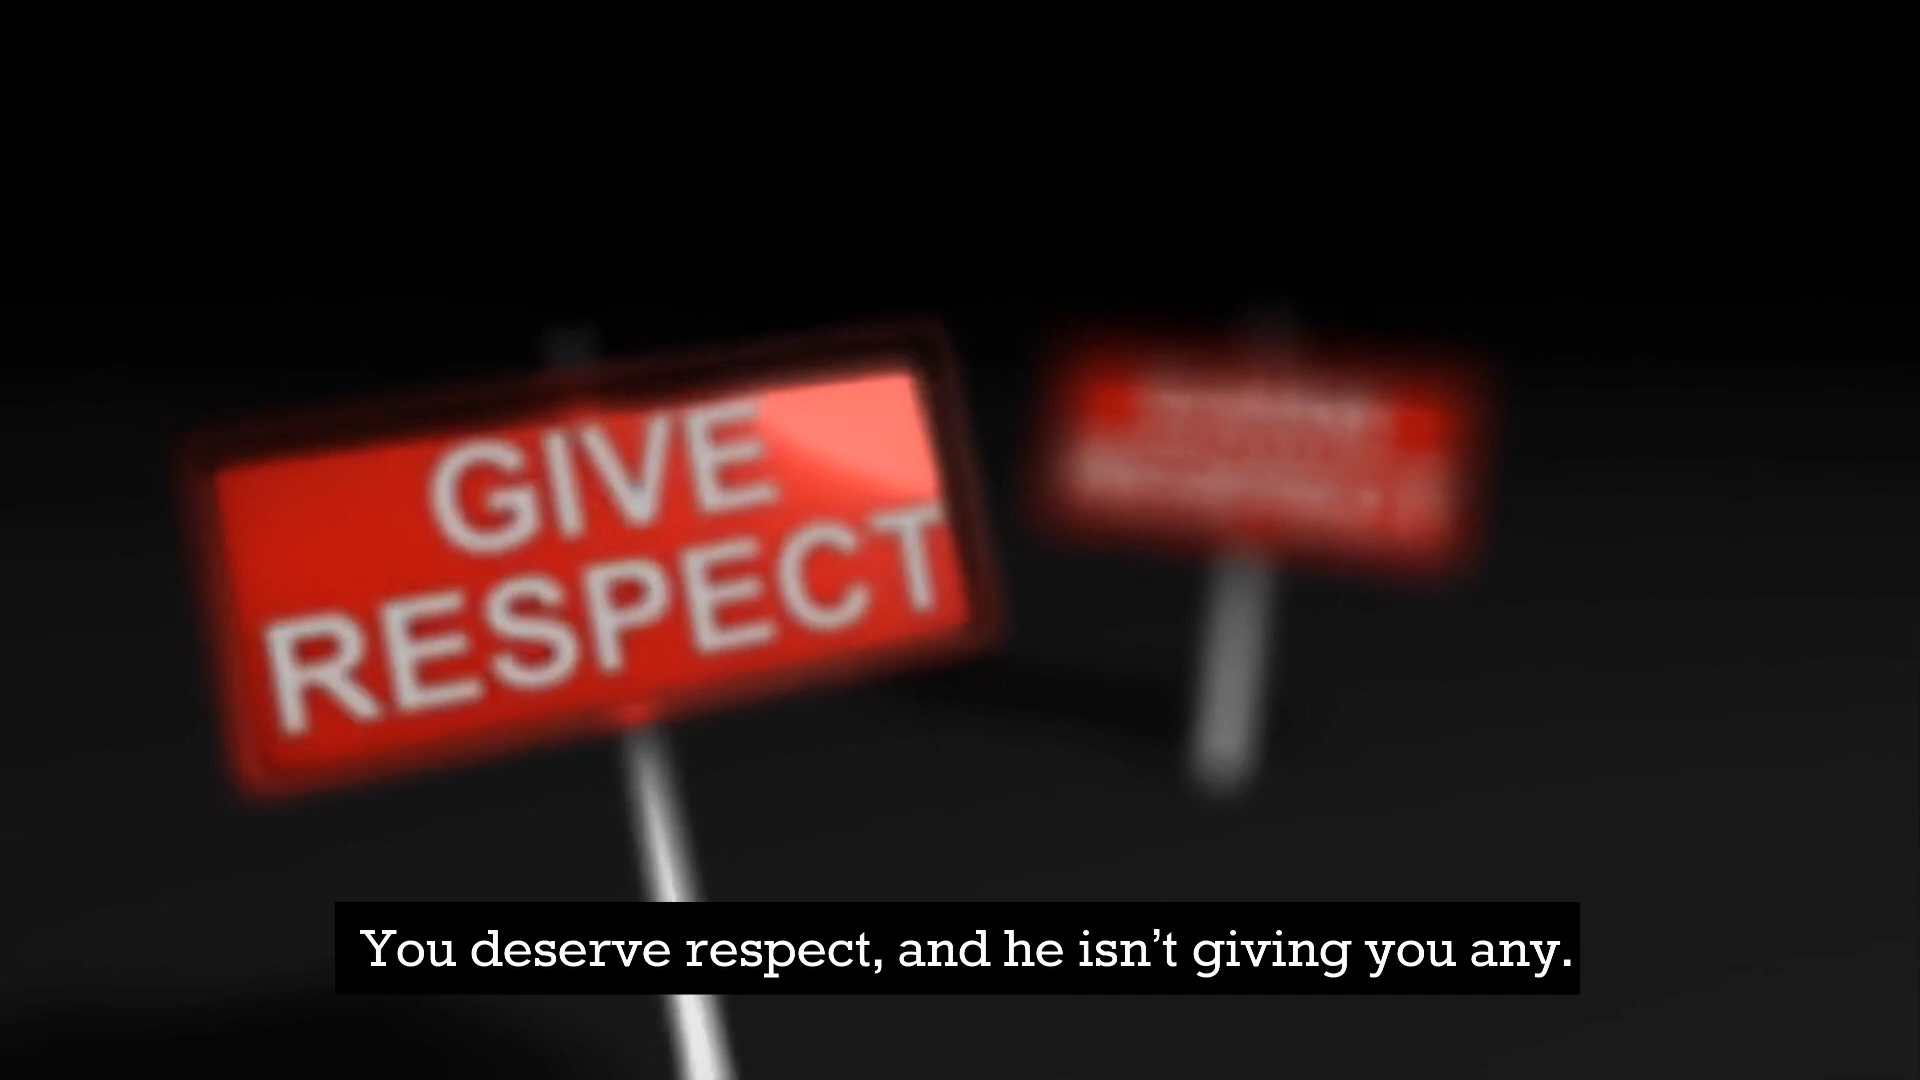 GIVE
RESPECT
You deserve respect, and he isn’t giving you any.